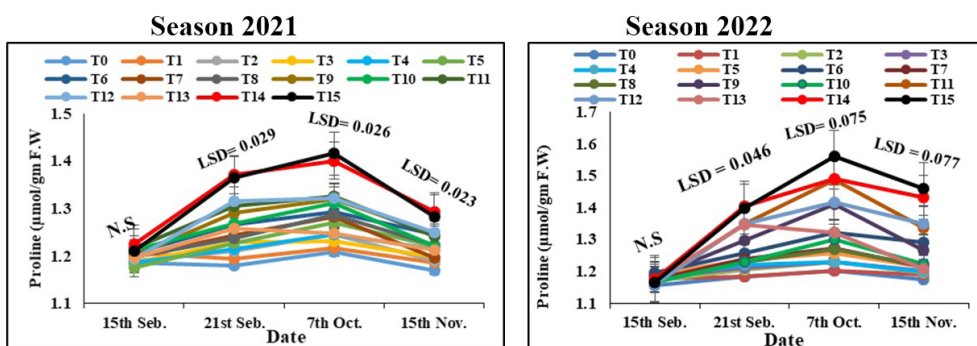 Season 2021
T0 T1 T2 T3 T4 T5
T6 T7 T8 T9 T10 T11
T12 T13 T14 T15
Proline (µmol/gm F.W
1.5
1.4
1.3
1.2
1.1
N.S
LSD= 0.029
LSD= 0.026
LSD= 0.023
15th Seb. 21st Seb. 7th Oct. 15th Nov.
Date
Season 2022
T0 T1 T2 T3
T4 T5 T6 T7
T8 T9 T10 T11
T12 T13 T14 T15
Proline (µmol/gm F.W)
1.7
1.6
1.5
1.4
1.3
1.2
1.1
N.S
LSD= 0.046
LSD= 0.075
LSD= 0.077
15th Seb. 21st Seb. 7th Oct. 15th Nov.
Date